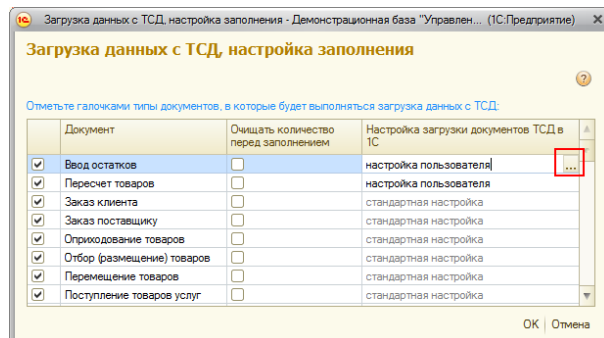 Загрузка данных с ТСД, настройка заполнения - Демонстрационная база "Управлен... (1С:Предприятие)
Загрузка данных с ТСД, настройка заполнения
Отметьте галочками типы документов, в которые будет выполняться загрузка данных с ТСД:
Документ Очищать количество перед заполнением Настройка загрузки документов ТСД в 1С
Ввод остатков настройка пользователя ...
Пересчет товаров настройка пользователя
Заказ клиента стандартная настройка
Заказ поставщику стандартная настройка
Оприходование товаров стандартная настройка
Отбор (размещение) товаров стандартная настройка
Перемещение товаров стандартная настройка
Поступление товаров услуг стандартная настройка
OK Отмена